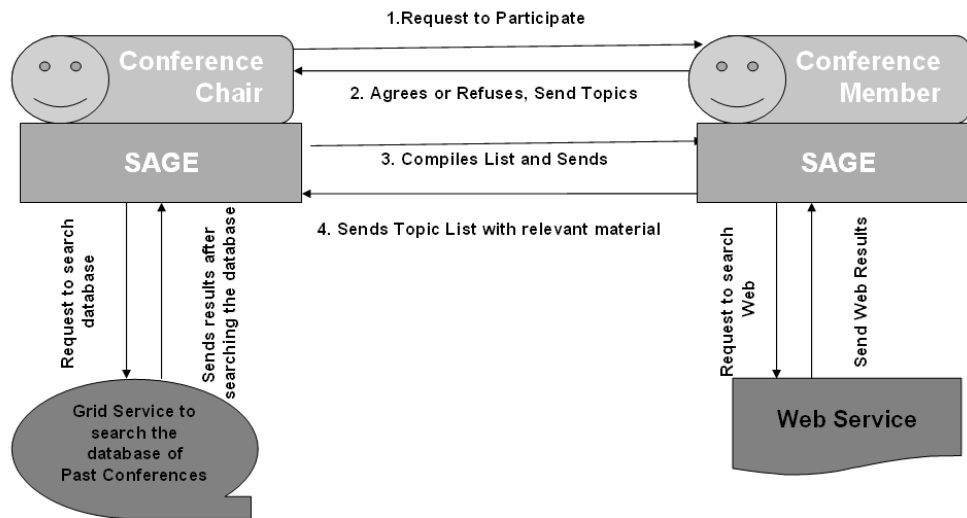 1.Request to Participate
Conference
Chair
Conference
Member
2. Agrees or Refuses, Send Topics
SAGE
3. Compiles List and Sends
SAGE
4. Sends Topic List with relevant material
Request to search
database
Sends results after
searching the database
Request to search
Web
Send Web Results
Grid Service to
search the
database of
Past Conferences
Web Service